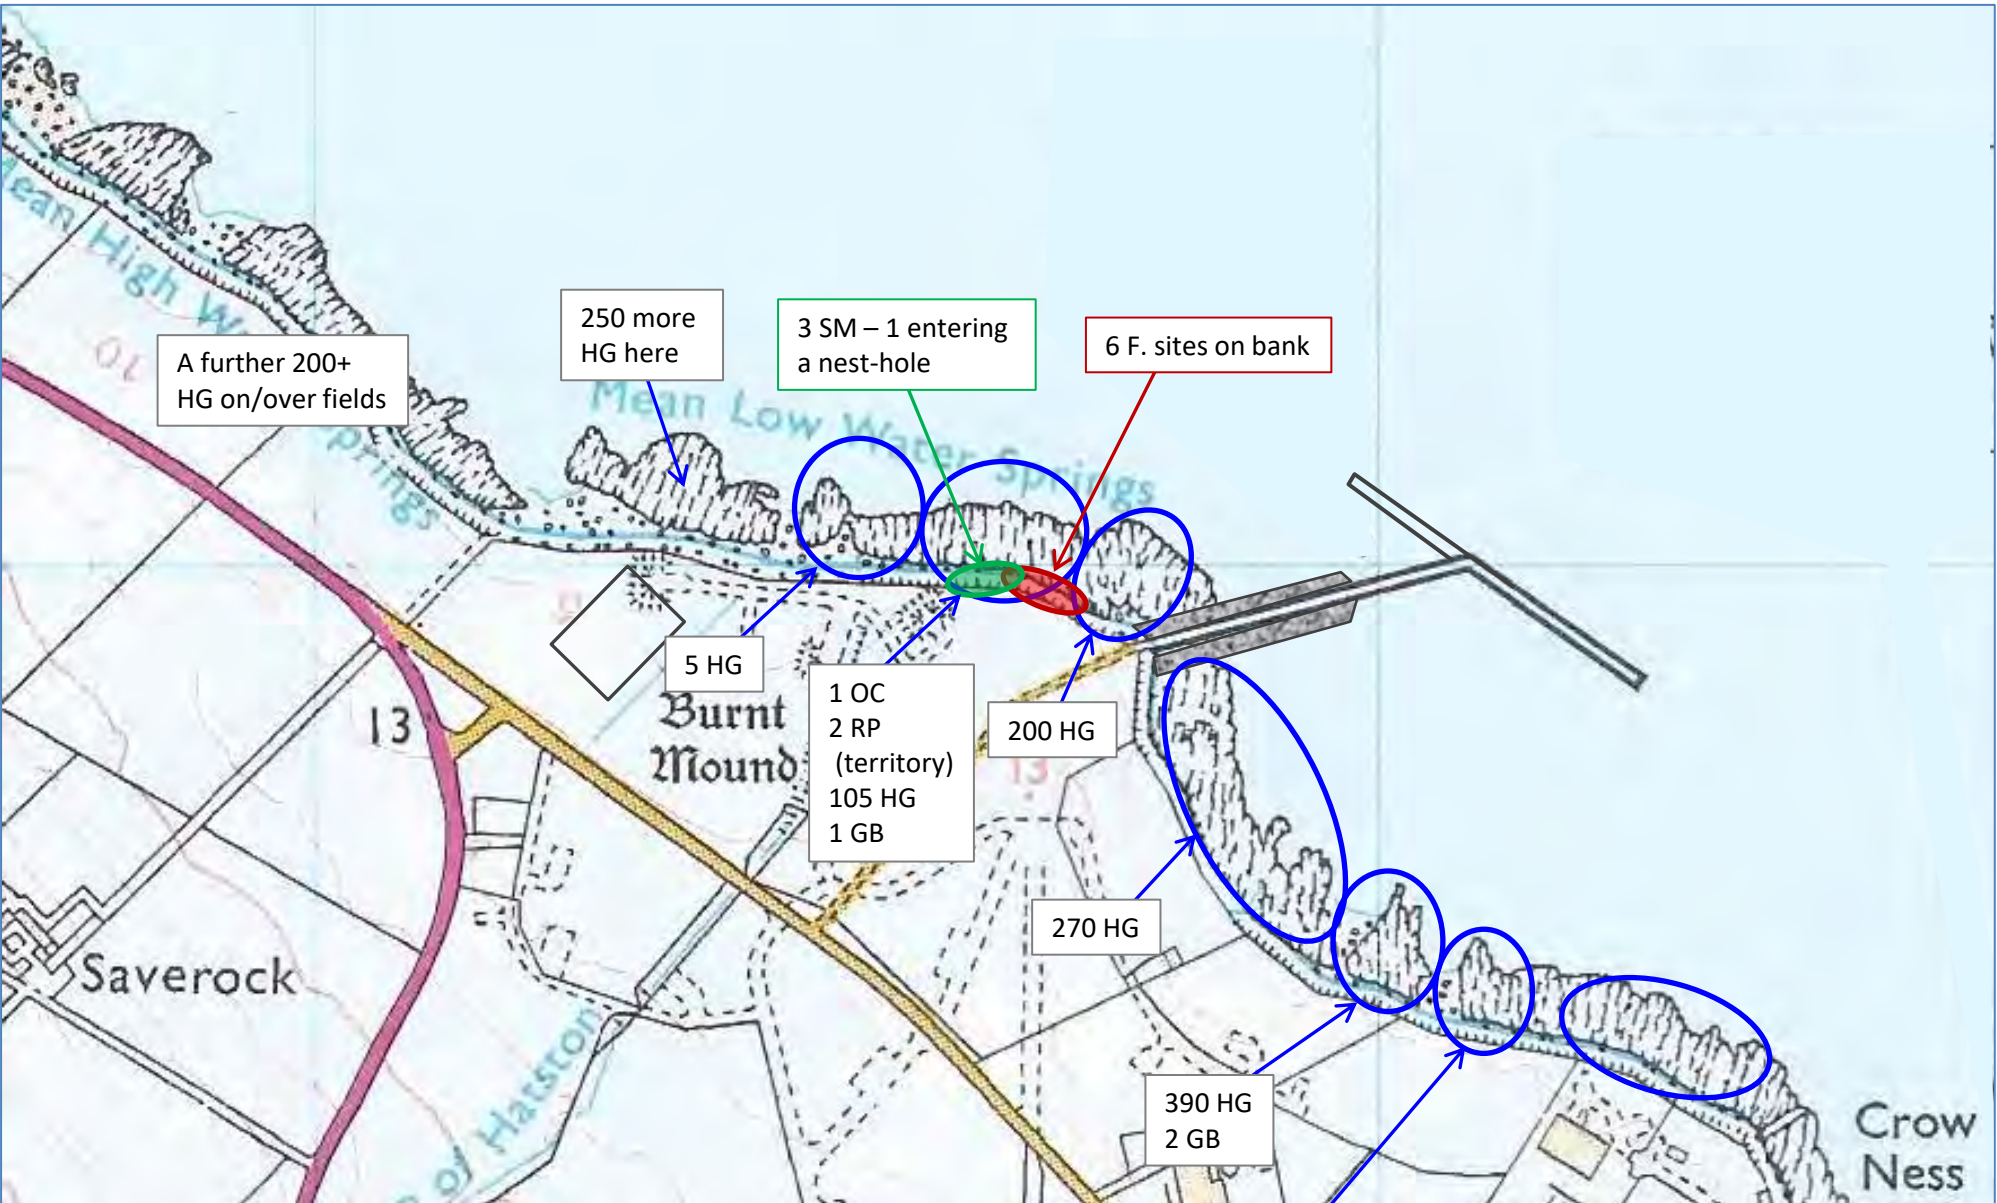 Mean High
Springs
10
A further 200+
HG on/over fields
250 more
HG here
3 SM – 1 entering
a nest-hole
6 F. sites on bank
Mean Low Water Springs
5 HG
1 OC
2 RP
(territory)
105 HG
1 GB
200 HG
Burnt
Mound
13
13
270 HG
Saverock
of Hatston
390 HG
2 GB
Crow
Ness